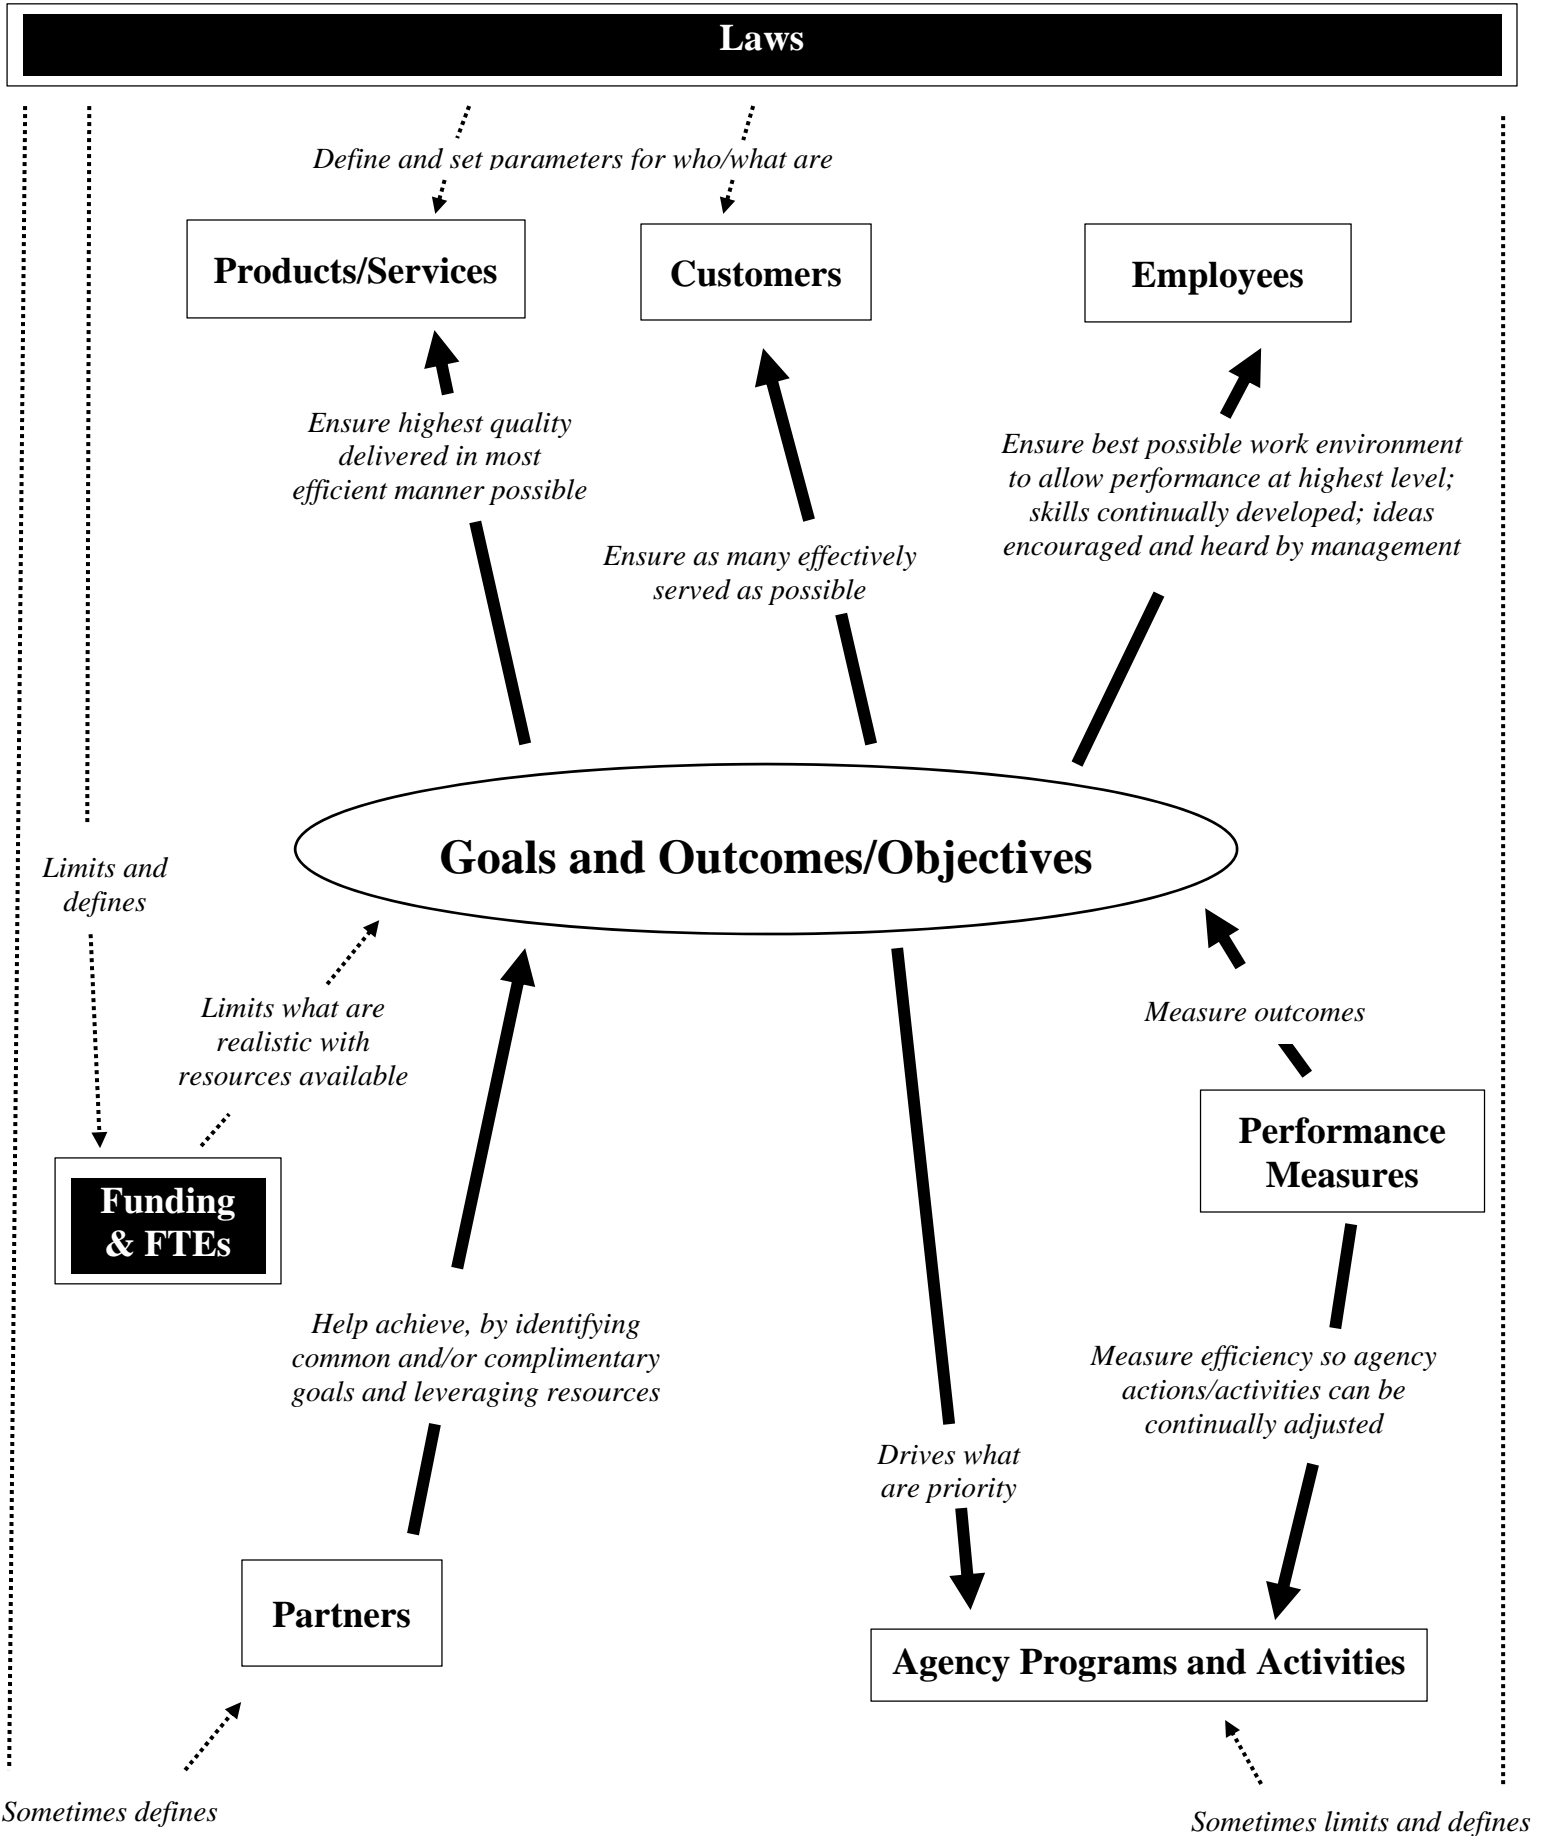 Laws
Define and set parameters for who/what are
Products/Services
Customers
Employees
Ensure highest quality
delivered in most
efficient manner possible
Ensure as many effectively
served as possible
Ensure best possible work environment
to allow performance at highest level;
skills continually developed; ideas
encouraged and heard by management
Goals and Outcomes/Objectives
Limits and
defines
Limits what are
realistic with
resources available
Measure outcomes
Funding
& FTEs
Performance
Measures
Help achieve, by identifying
common and/or complimentary
goals and leveraging resources
Measure efficiency so agency
actions/activities can be
continually adjusted
Drives what
are priority
Partners
Agency Programs and Activities
Sometimes defines
Sometimes limits and defines